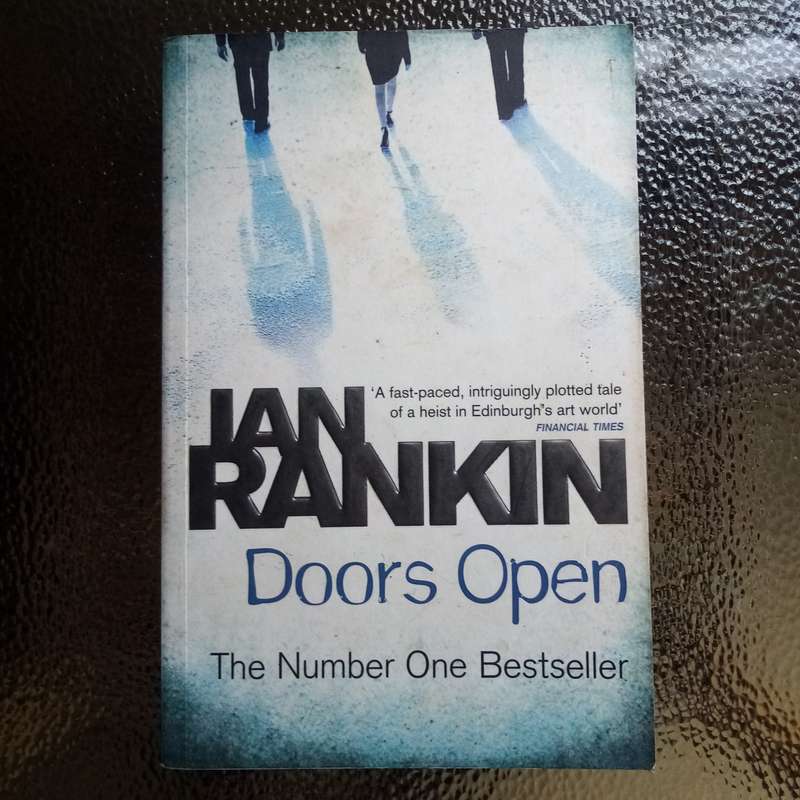 IAN
RANKIN
'A fast-paced, intriguingly plotted tale
of a heist in Edinburgh's art world'
FINANCIAL TIMES
Doors Open
The Number One Bestseller